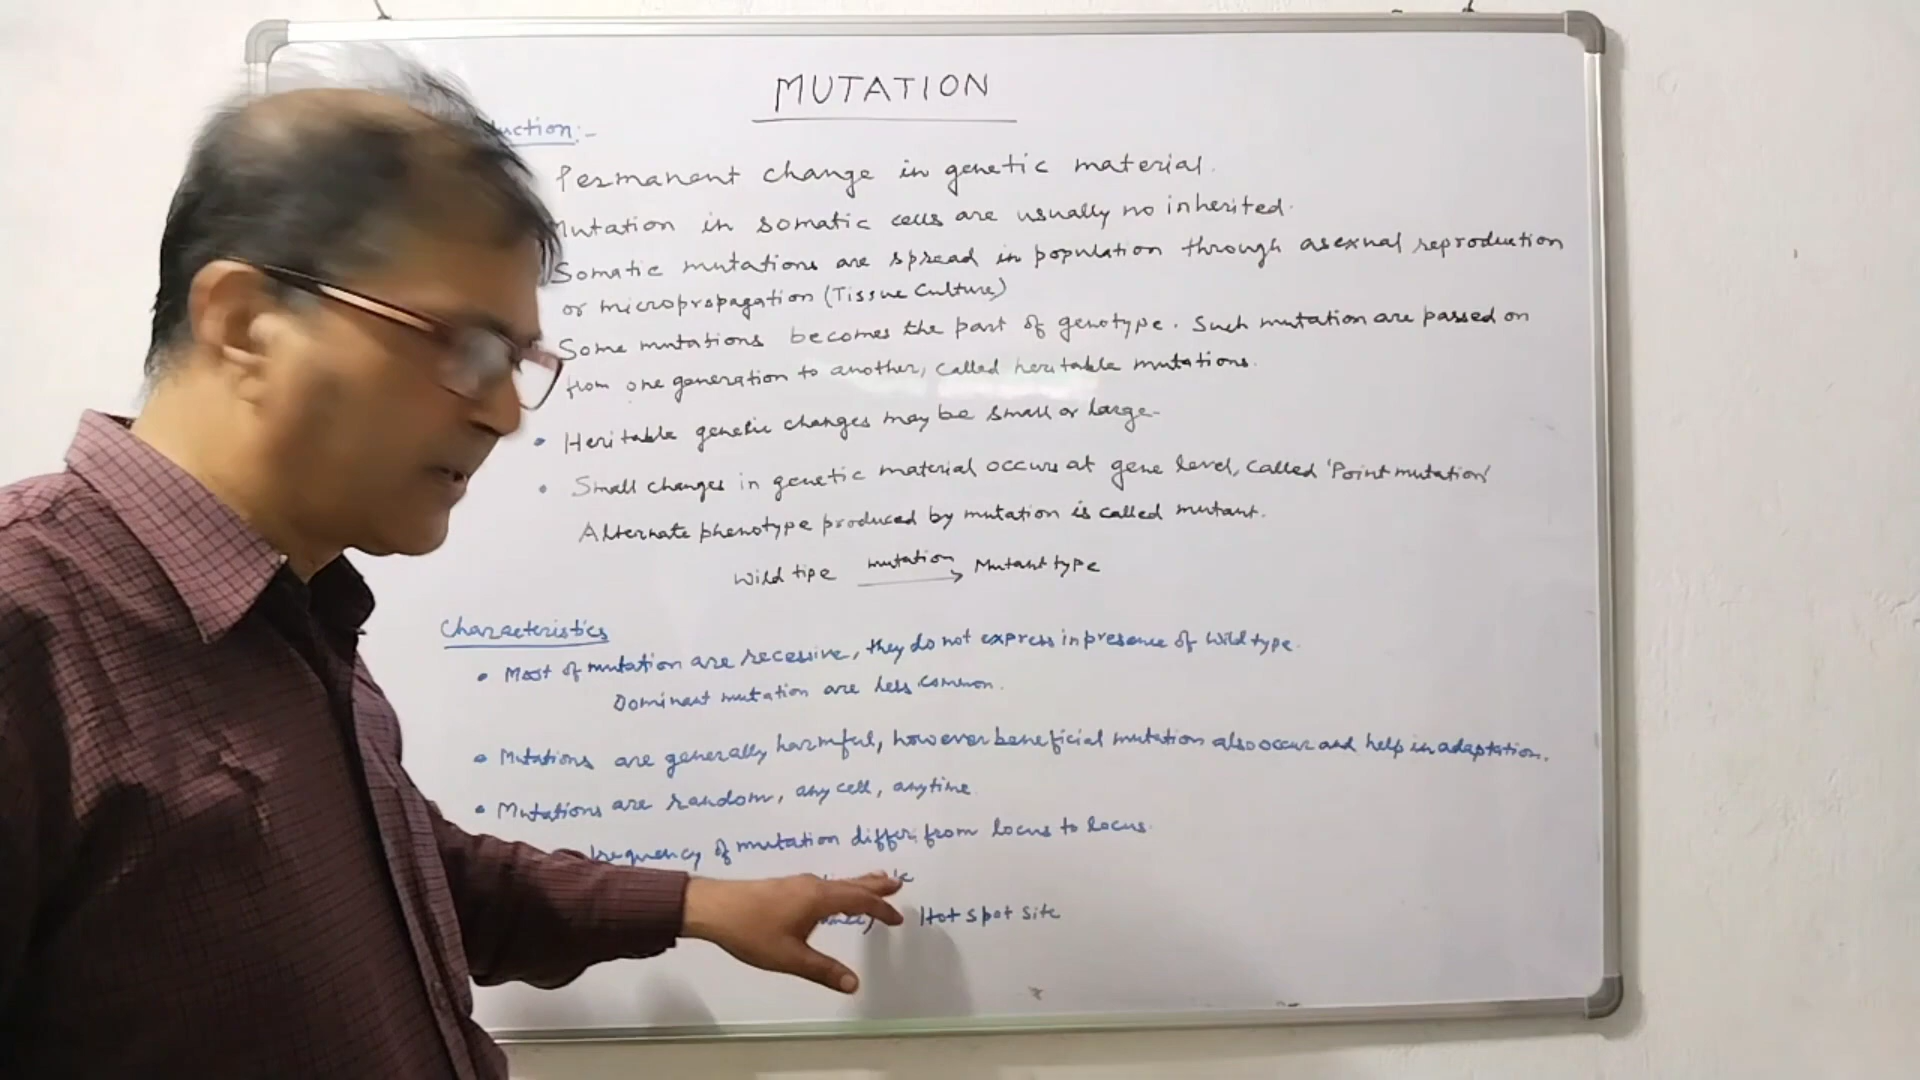 MUTATION
uction:-
Permanent change in genetic material.
Mutation in somatic cells are usually no inherited.
Somatic mutations are spread in population through asexual reproduction
or micropropagation (Tissue Culture)
Some mutations becomes the part of genotype. Such mutation are passed on
from one generation to another, called heritable mutations.
• Heritable genetic changes may be small or large-
• Small changes in genetic material occurs at gene level, called 'Point mutation'
Alternate phenotype produced by mutation is called mutant.
Wild tipe mutation → Mutant type
Characteristics
• Most of mutation are recessive, they do not express in presence of wild type.
Dominant mutation are less common.
• Mutations are generally harmful, however beneficial mutation also occur and help in adaptation.
• Mutations are random, any cell, anytime.
frequency of mutation differ from locus to locus.
Hot spot site